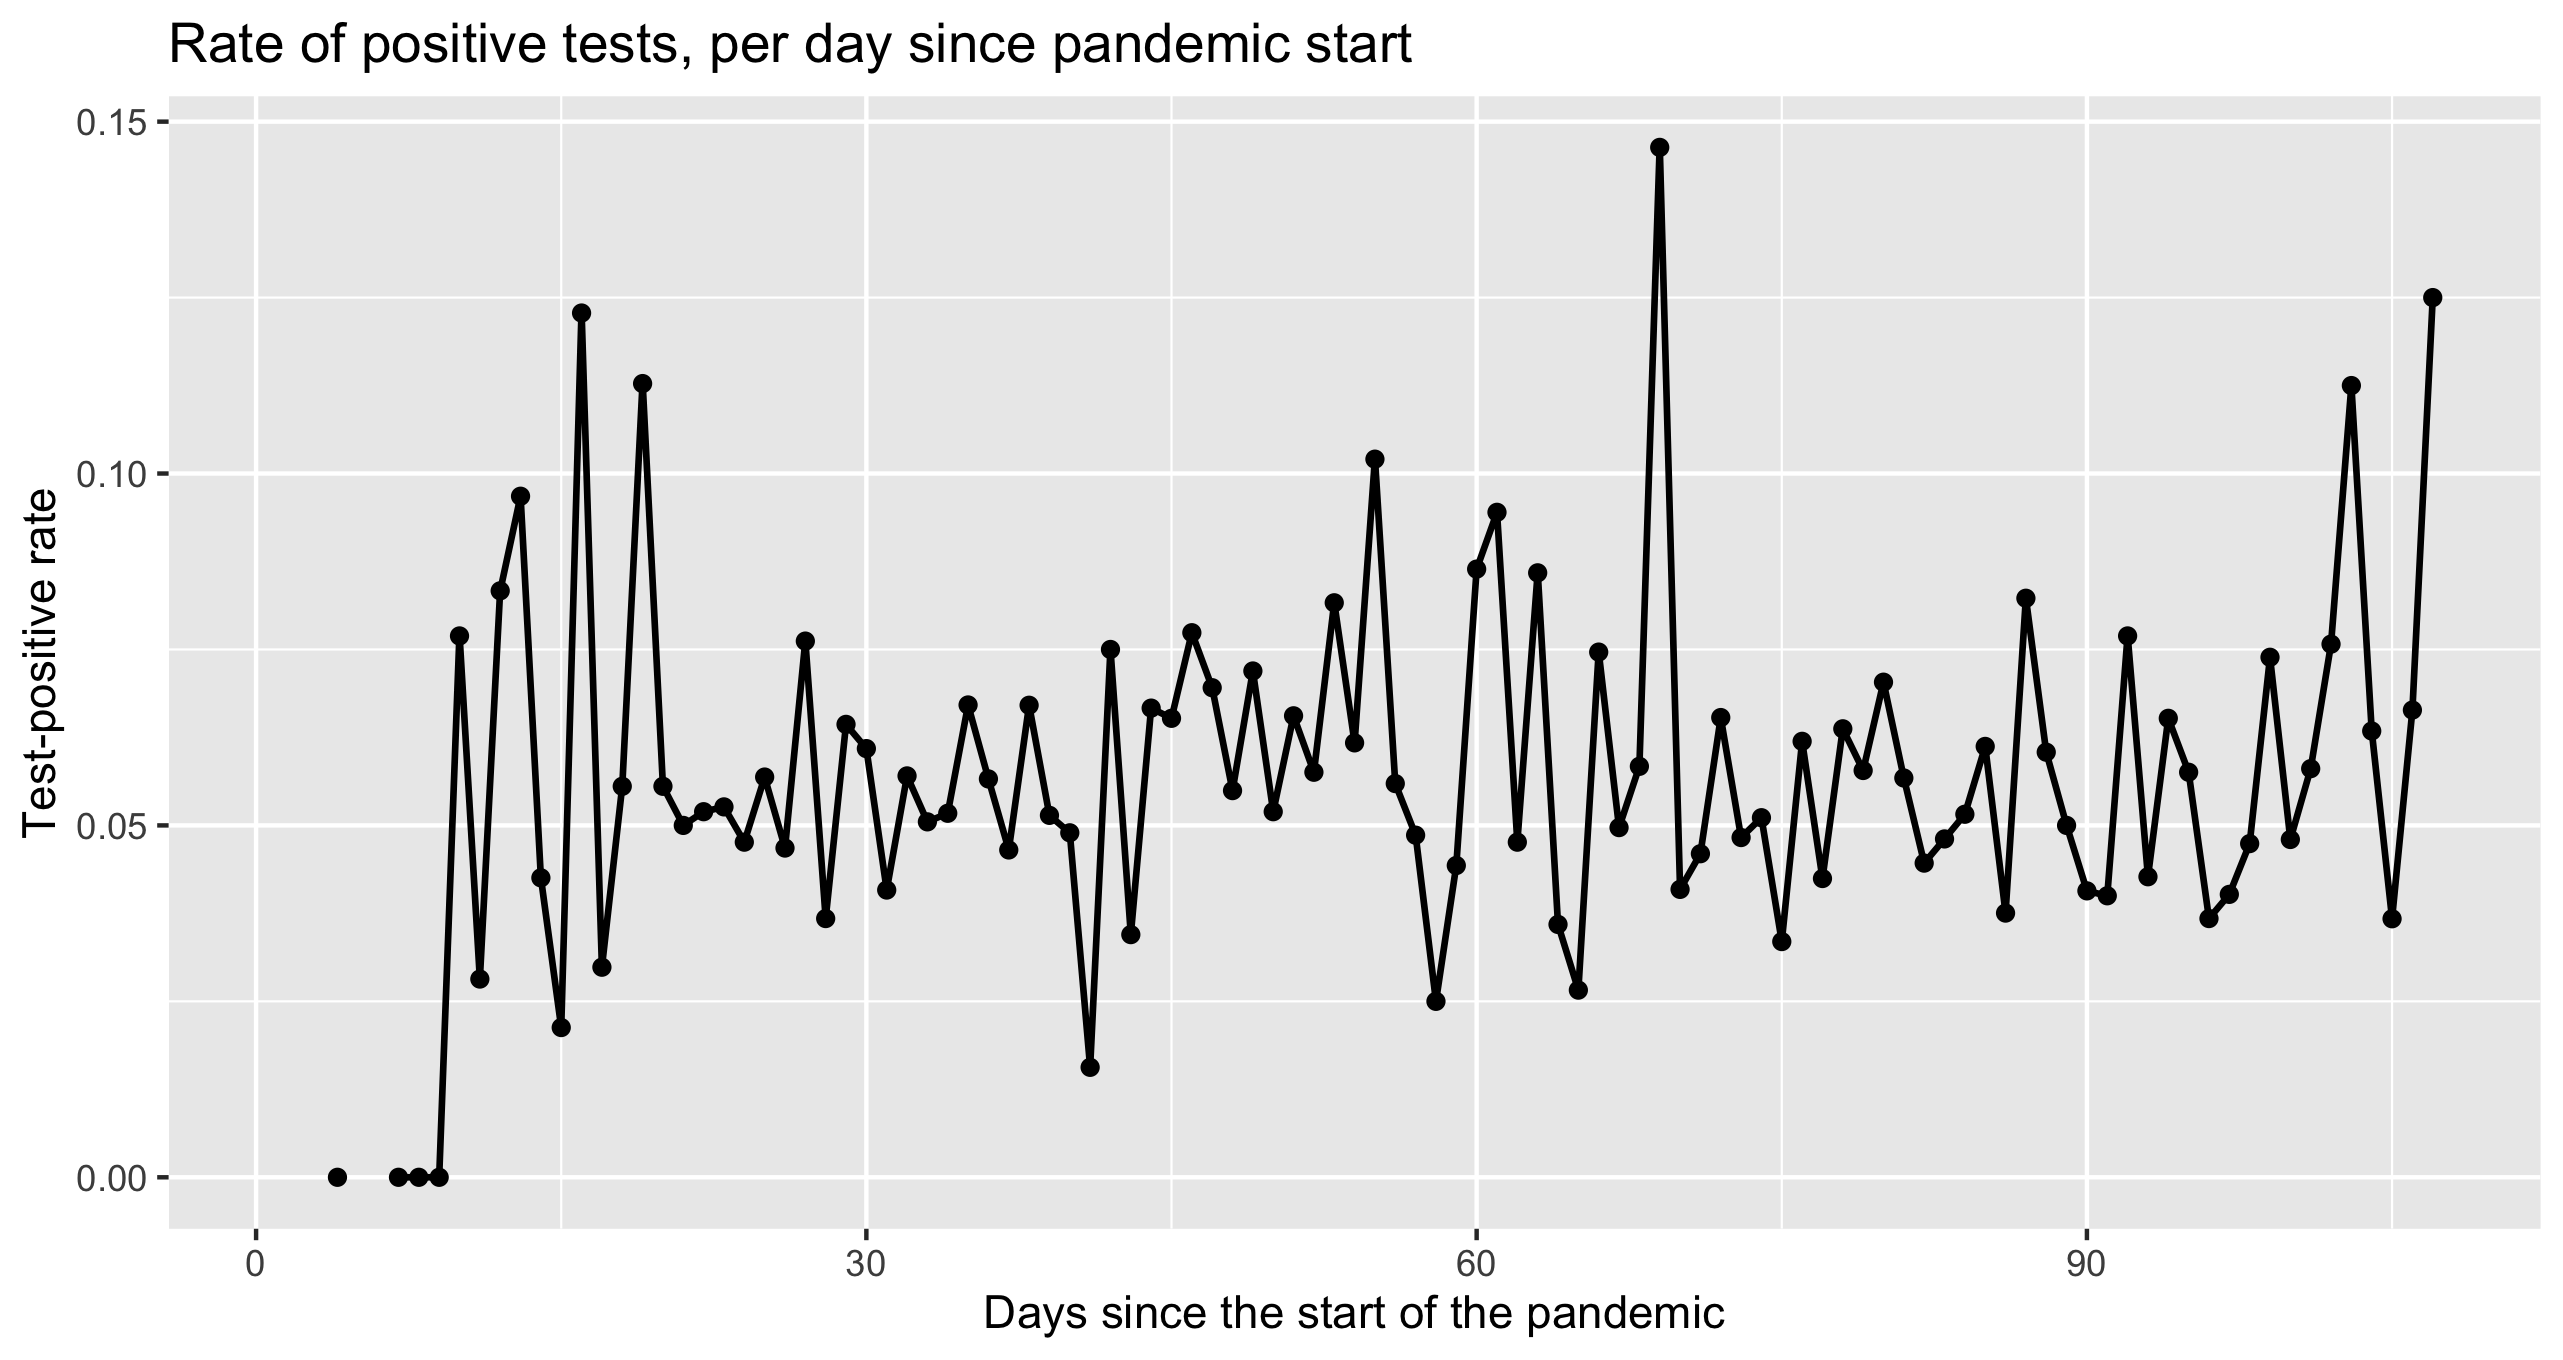 Rate of positive tests, per day since pandemic start
Test-positive rate
0.15
0.10
0.05
0.00
0
30
60
90
Days since the start of the pandemic